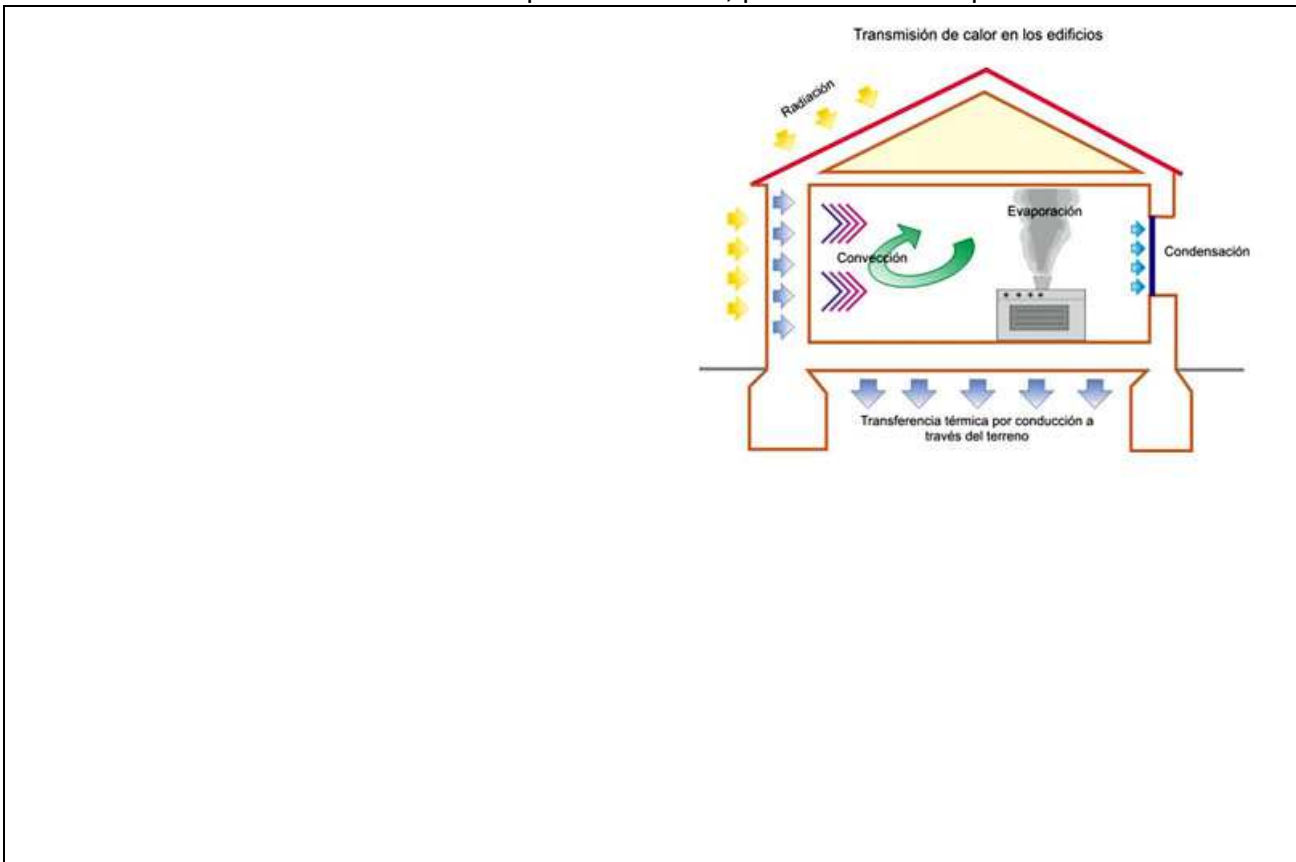 Transmisión de calor en los edificios
Radiación
Evaporación
Convección
Condensación
Transferencia térmica por conducción a
través del terreno